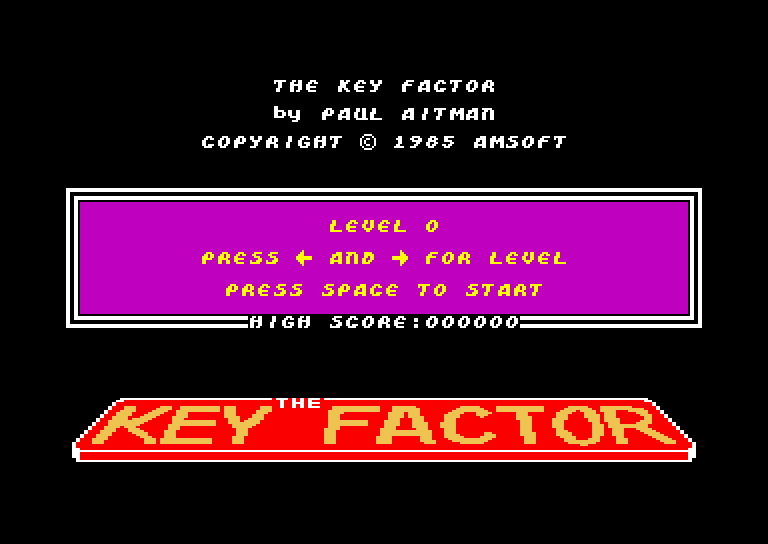 THE KEY FACTOR
by PAUL AITMAN
COPYRIGHT © 1985 AMSOFT
LEVEL 0
PRESS ← AND → FOR LEVEL
PRESS SPACE TO START
HIGH SCORE:000000
THE
KEY FACTOR